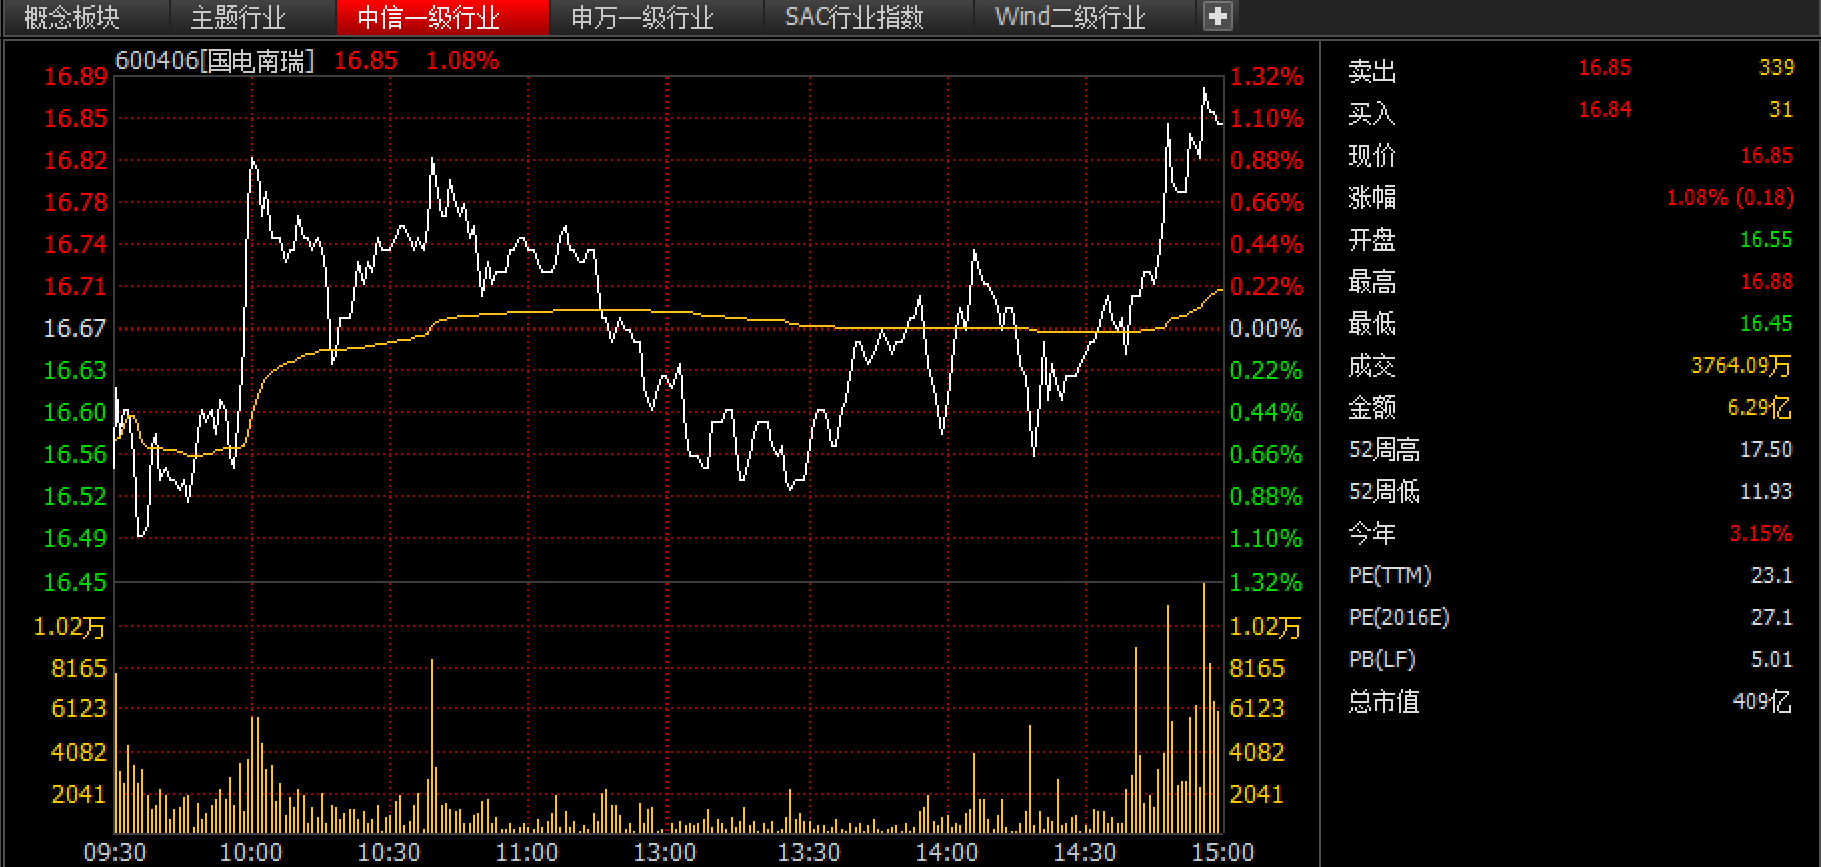 概念板块 主题行业 中信一级行业 申万一级行业 SAC行业指数 Wind二级行业
600406[国电南瑞] 16.85 1.08%
16.89 1.32%
16.85 1.10%
16.82 0.88%
16.78 0.66%
16.74 0.44%
16.71 0.22%
16.67 0.00%
16.63 0.22%
16.60 0.44%
16.56 0.66%
16.52 0.88%
16.49 1.10%
16.45 1.32%
1.02万 1.02万
8165 8165
6123 6123
4082 4082
2041 2041
09:30 10:00 10:30 11:00 13:00 13:30 14:00 14:30 15:00
卖出 16.85 339
买入 16.84 31
现价 16.85
涨幅 1.08% (0.18)
开盘 16.55
最高 16.88
最低 16.45
成交 3764.09万
金额 6.29亿
52周高 17.50
52周低 11.93
今年 3.15%
PE(TTM) 23.1
PE(2016E) 27.1
PB(LF) 5.01
总市值 409亿